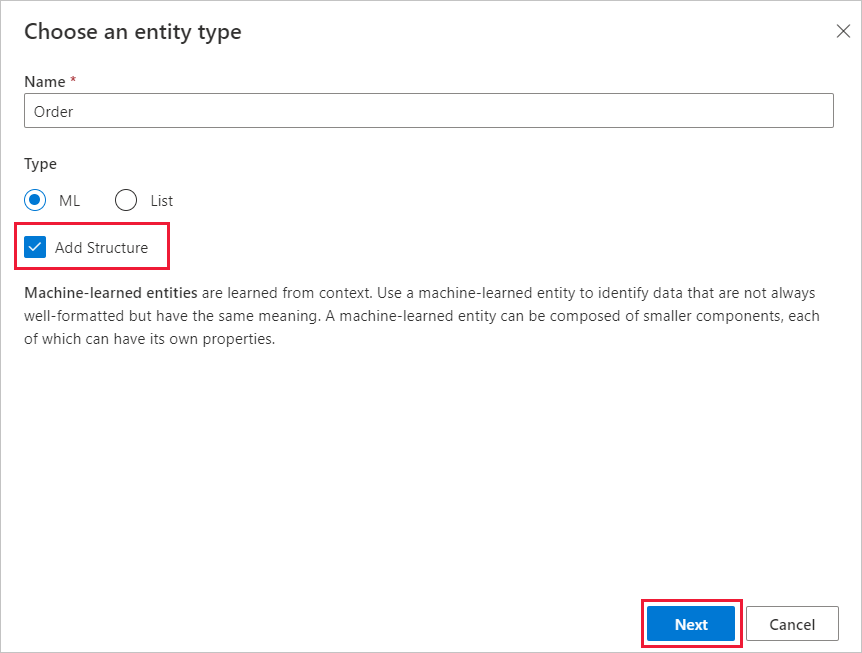 Choose an entity type
Name *
Order
Type
ML List
Add Structure
Machine-learned entities are learned from context. Use a machine-learned entity to identify data that are not always
well-formatted but have the same meaning. A machine-learned entity can be composed of smaller components, each
of which can have its own properties.
Next Cancel